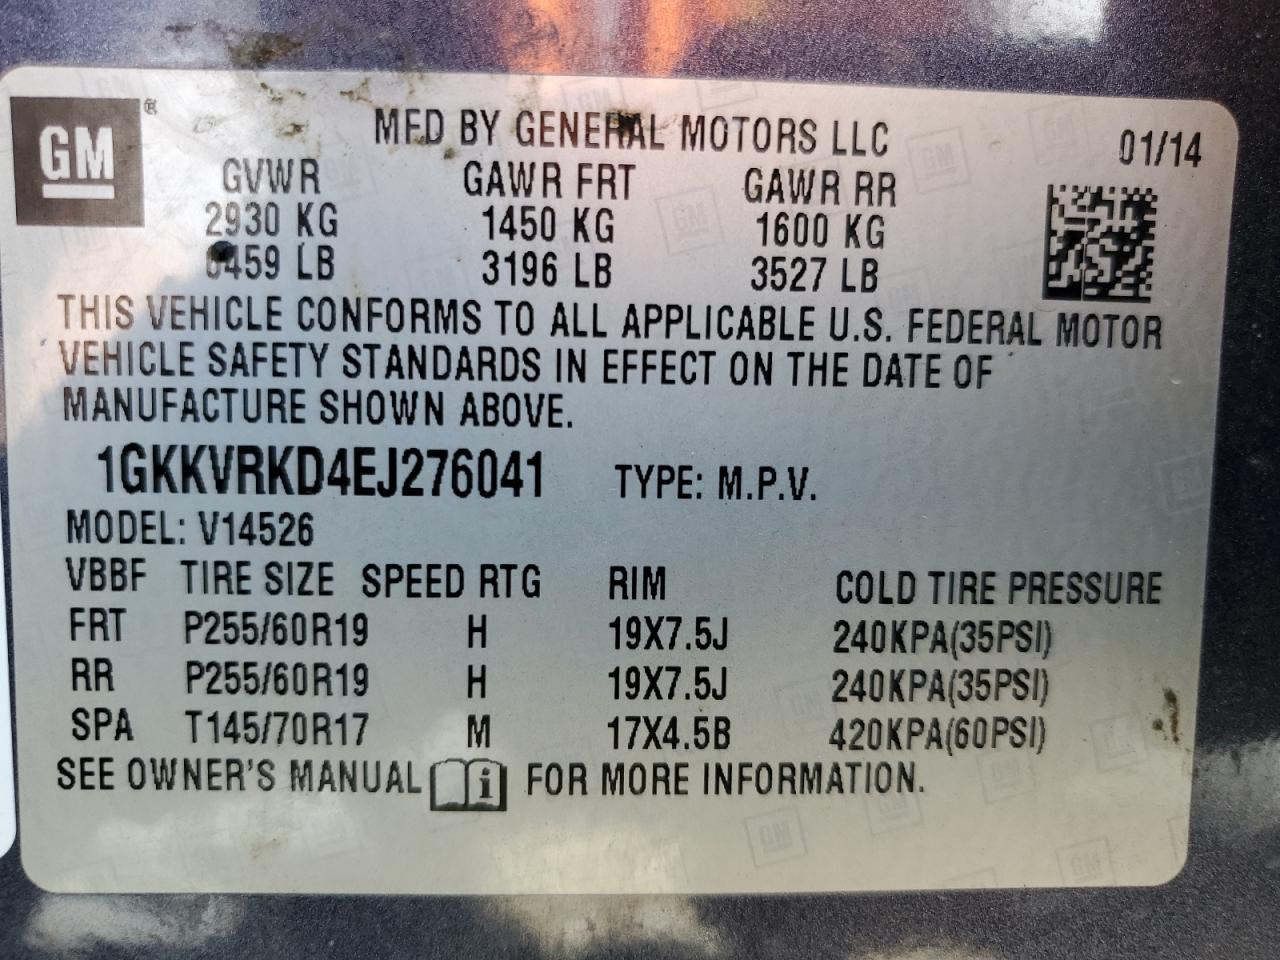 GM ®
MFD BY GENERAL MOTORS LLC 01/14
GVWR GAWR FRT GAWR RR
2930 KG 1450 KG 1600 KG
6459 LB 3196 LB 3527 LB
THIS VEHICLE CONFORMS TO ALL APPLICABLE U.S. FEDERAL MOTOR
VEHICLE SAFETY STANDARDS IN EFFECT ON THE DATE OF
MANUFACTURE SHOWN ABOVE.
1GKKVRKD4EJ276041 TYPE: M.P.V.
MODEL: V14526
VBBF TIRE SIZE SPEED RTG RIM COLD TIRE PRESSURE
FRT P255/60R19 H 19X7.5J 240KPA(35PSI)
RR P255/60R19 H 19X7.5J 240KPA(35PSI)
SPA T145/70R17 M 17X4.5B 420KPA(60PSI)
SEE OWNER'S MANUAL i FOR MORE INFORMATION.